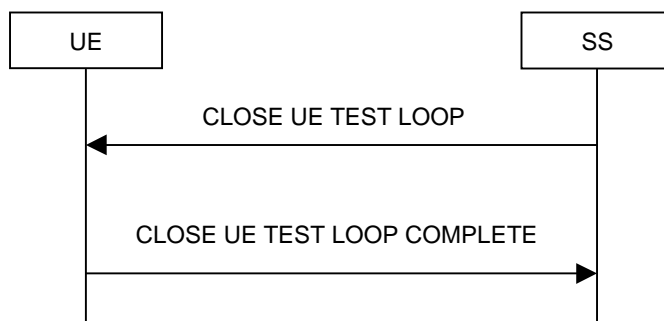 UE
SS
CLOSE UE TEST LOOP
CLOSE UE TEST LOOP COMPLETE